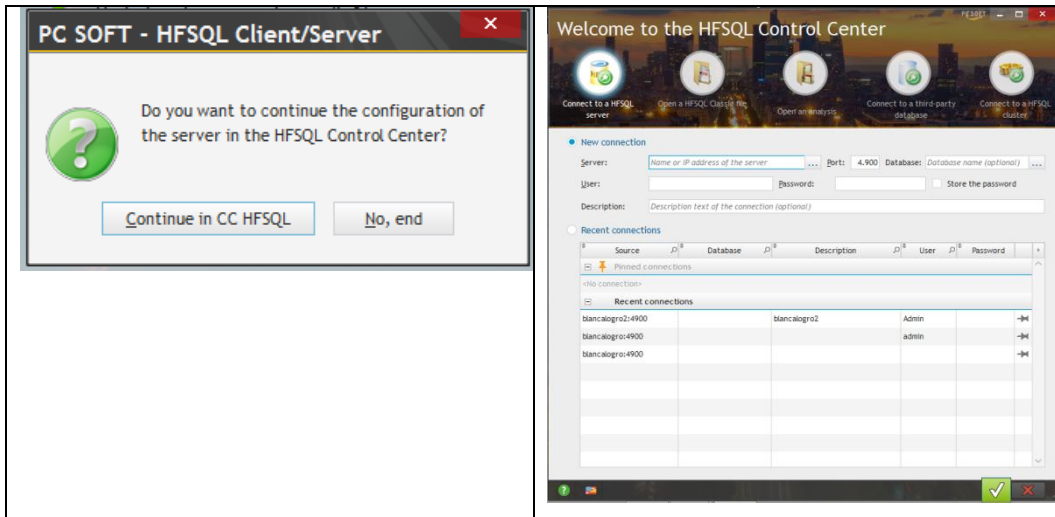 PC SOFT - HFSQL Client/Server
Do you want to continue the configuration of
the server in the HFSQL Control Center?
Continue in CC HFSQL No, end
PC SOFT
Welcome to the HFSQL Control Center
Connect to a HFSQL server
Open a HFSQL Classic file
Open an analysis
Connect to a third-party database
Connect to a HFSQL cluster
New connection
Server: Name or IP address of the server ... Port: 4.900 Database: Database name (optional) ...
User: Password: Store the password
Description: Description text of the connection (optional)
Recent connections
Source Database Description User Password
Pinned connections
<No connection>
Recent connections
blancalogro2:4900 blancalogro2 Admin
blancalogro:4900 admin
blancalogro:4900